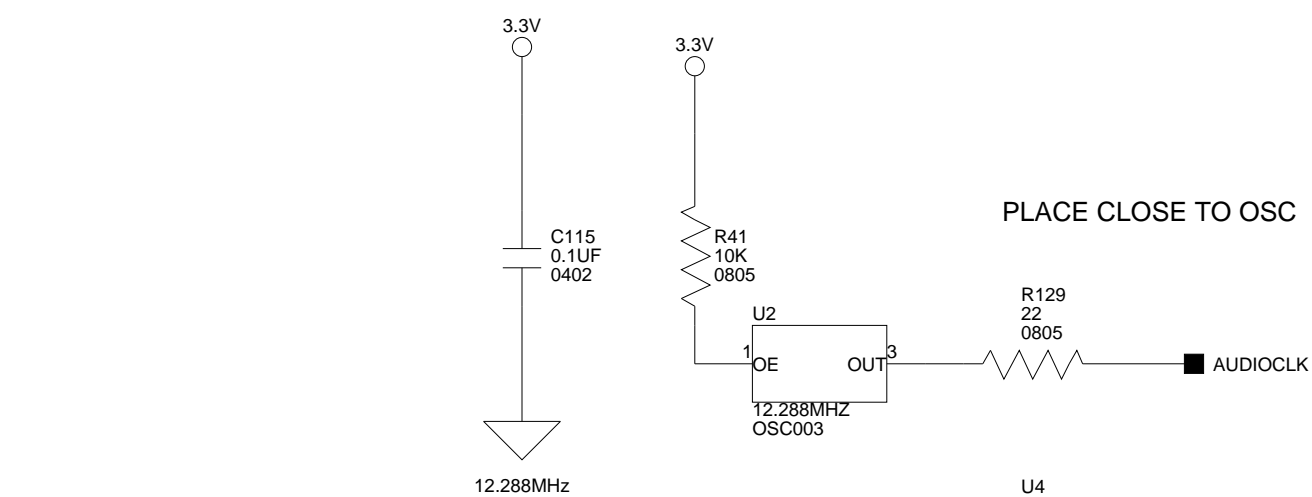 3.3V
3.3V
PLACE CLOSE TO OSC
C115
0.1UF
0402
R41
10K
0805
R129
22
0805
U2
1
OE
OUT
3
AUDIOCLK
12.288MHZ
OSC003
12.288MHz
U4